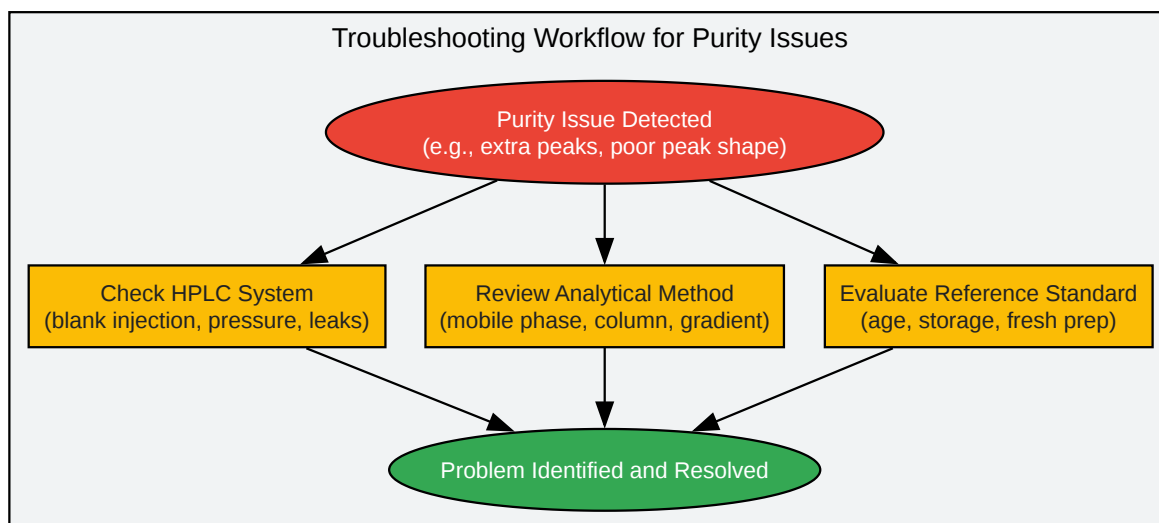 Troubleshooting Workflow for Purity Issues
Purity Issue Detected
(e.g., extra peaks, poor peak shape)
Check HPLC System
(blank injection, pressure, leaks)
Review Analytical Method
(mobile phase, column, gradient)
Evaluate Reference Standard
(age, storage, fresh prep)
Problem Identified and Resolved